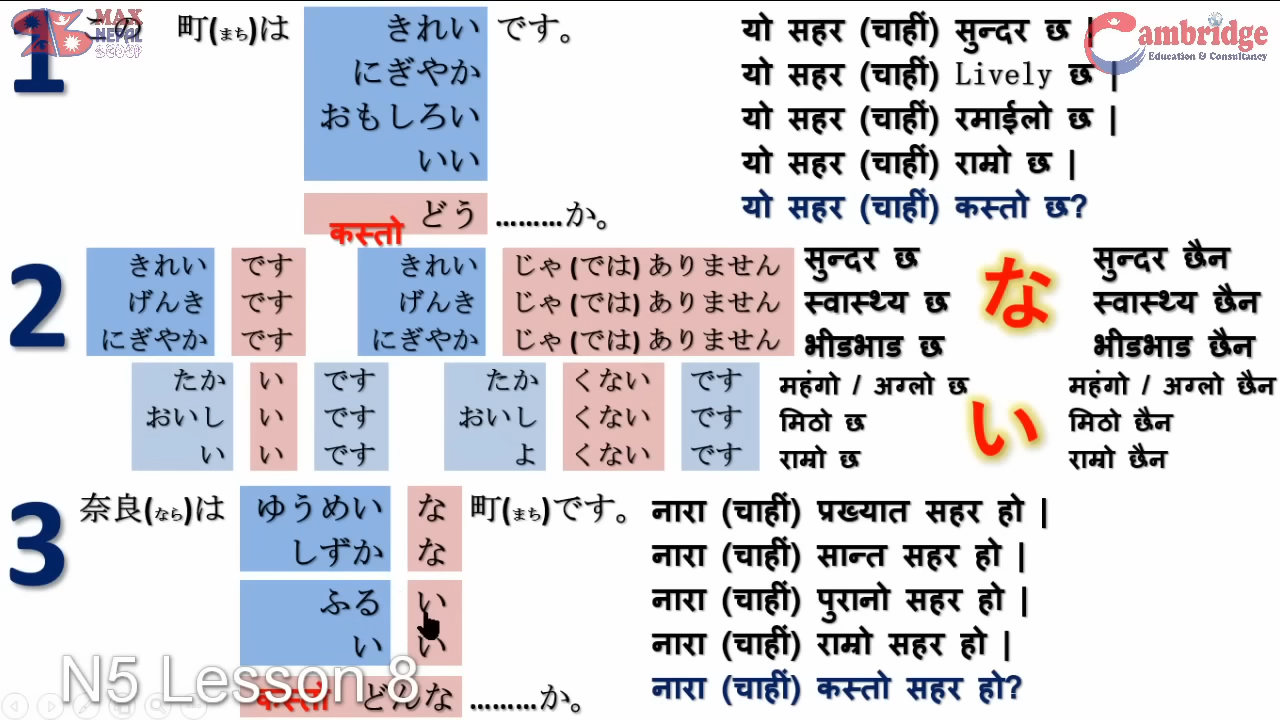 MAX NEPAL SCOOP
Cambridge
Education & Consultancy
1
この 町(まち)は きれい です。 यो सहर (चाहीं) सुन्दर छ |
にぎやか यो सहर (चाहीं) Lively छ |
おもしろい यो सहर (चाहीं) रमाईलो छ |
いい यो सहर (चाहीं) राम्रो छ |
कस्तो どう .........か。 यो सहर (चाहीं) कस्तो छ?
2
きれい です きれい じゃ (では) ありません सुन्दर छ な सुन्दर छैन
げんき です げんき じゃ (では) ありません स्वास्थ्य छ स्वास्थ्य छैन
にぎやか です にぎやか じゃ (では) ありません भीडभाड छ भीडभाड छैन
たか い です たか くない です महंगो / अग्लो छ い महंगो / अग्लो छैन
おいし い です おいし くない です मिठो छ मिठो छैन
い い です よ くない です राम्रो छ राम्रो छैन
3
奈良(なら)は ゆうめい な 町(まち)です。 नारा (चाहीं) प्रख्यात सहर हो |
しずか な नारा (चाहीं) सान्त सहर हो |
ふる い नारा (चाहीं) पुरानो सहर हो |
い い नारा (चाहीं) राम्रो सहर हो |
कस्तो どんな .........か。 नारा (चाहीं) कस्तो सहर हो?
N5 Lesson 8